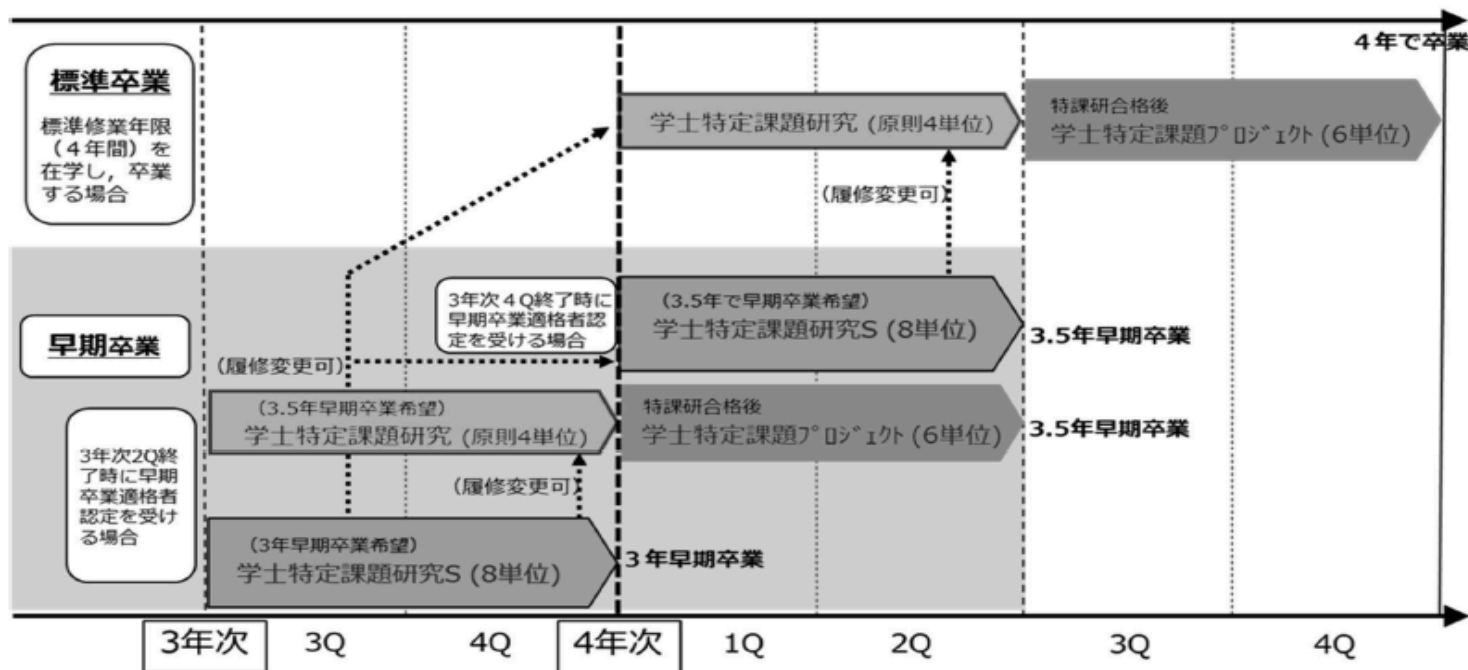 4年で卒業
標準卒業
標準修業年限
（４年間）を
在学し，卒業
する場合
学士特定課題研究 (原則4単位)
特課研合格後
学士特定課題ﾌﾟﾛｼﾞｪｸﾄ (6単位)
（履修変更可）
早期卒業
3年次４Q終了時に
早期卒業適格者認
定を受ける場合
（3.5年で早期卒業希望）
学士特定課題研究S (8単位)
3.5年早期卒業
（履修変更可）
（3.5年早期卒業希望）
学士特定課題研究 (原則4単位)
特課研合格後
学士特定課題ﾌﾟﾛｼﾞｪｸﾄ (6単位)
3.5年早期卒業
3年次2Q終
了時に早期
卒業適格者
認定を受け
る場合
（履修変更可）
（3年早期卒業希望）
学士特定課題研究S (8単位)
３年早期卒業
3年次
3Q
4Q
4年次
1Q
2Q
3Q
4Q